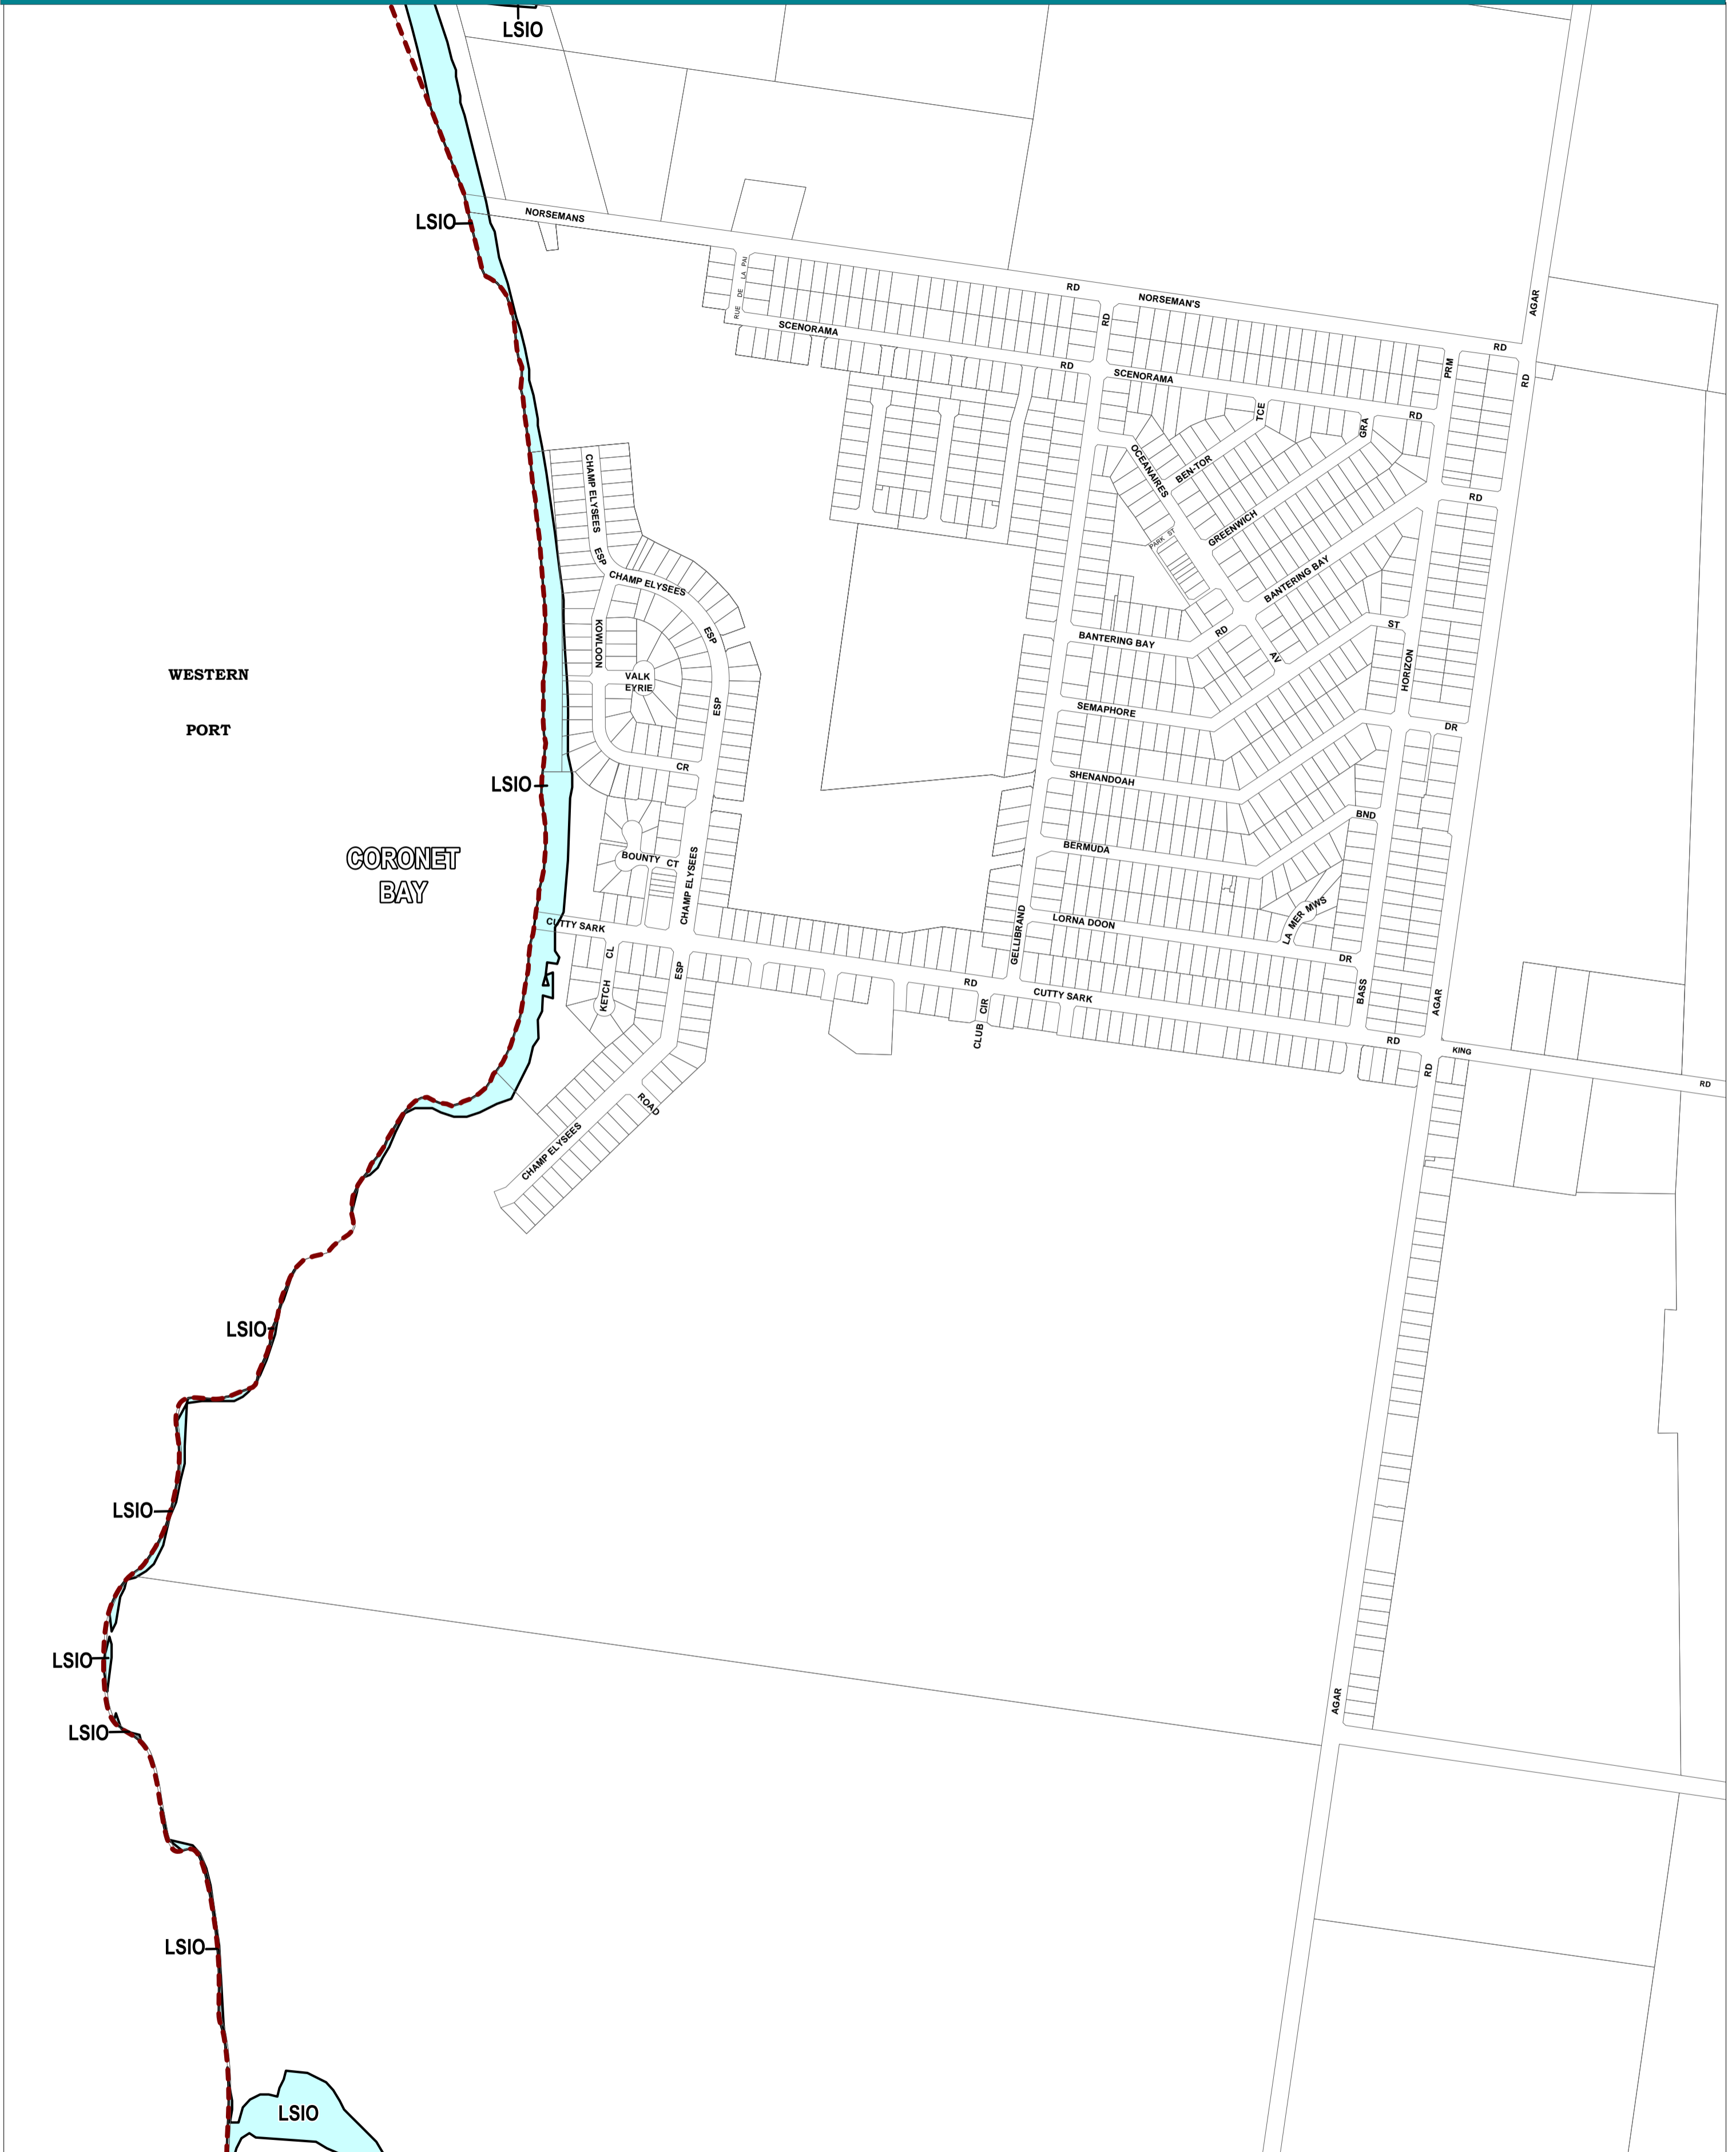 LSIO
LSIO
NORSEMANS
RUE DE LA PAI
RD
NORSEMAN'S
AGAR
RD
SCENORAMA
RD
RD
SCENORAMA
PRM
RD
RD
TCE
GRA
CHAMP ELYSEES
OCEANAIRES
BEN-TOR
RD
GREENWICH
PARK ST
ESP
CHAMP ELYSEES
BANTERING BAY
KOWLOON
ESP
BANTERING BAY
RD
ST
WESTERN
PORT
VALK
EYRIE
AV
HORIZON
ESP
SEMAPHORE
DR
CR
SHENANDOAH
LSIO
BND
CORONET
BAY
BOUNTY CT
BERMUDA
CHAMP ELYSEES
LA MER MWS
CUTTY SARK
GELLIBRAND
LORNA DOON
CL
DR
ESP
RD
KETCH
CUTTY SARK
BASS
AGAR
CIR
CLUB
RD
KING
RD
RD
ROAD
CHAMP ELYSEES
LSIO
LSIO
LSIO
AGAR
LSIO
LSIO
LSIO